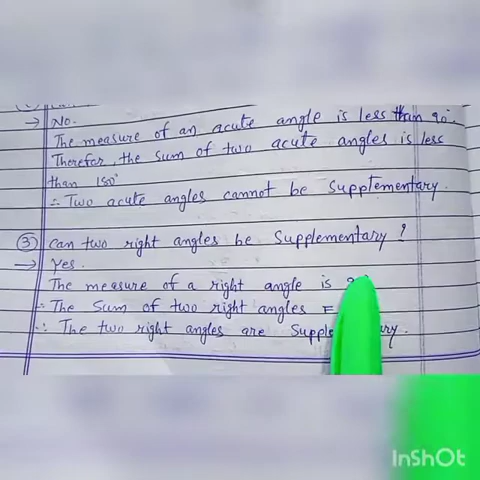 → No.
The measure of an acute angle is less than 90°.
Therefor, the sum of two acute angles is less
than 180°
∴ Two acute angles cannot be Supplementary.
③ Can two right angles be Supplementary?
→ Yes.
The measure of a right angle is
∴ The Sum of two right angles =
∴ The two right angles are Supplementary.
InShOt